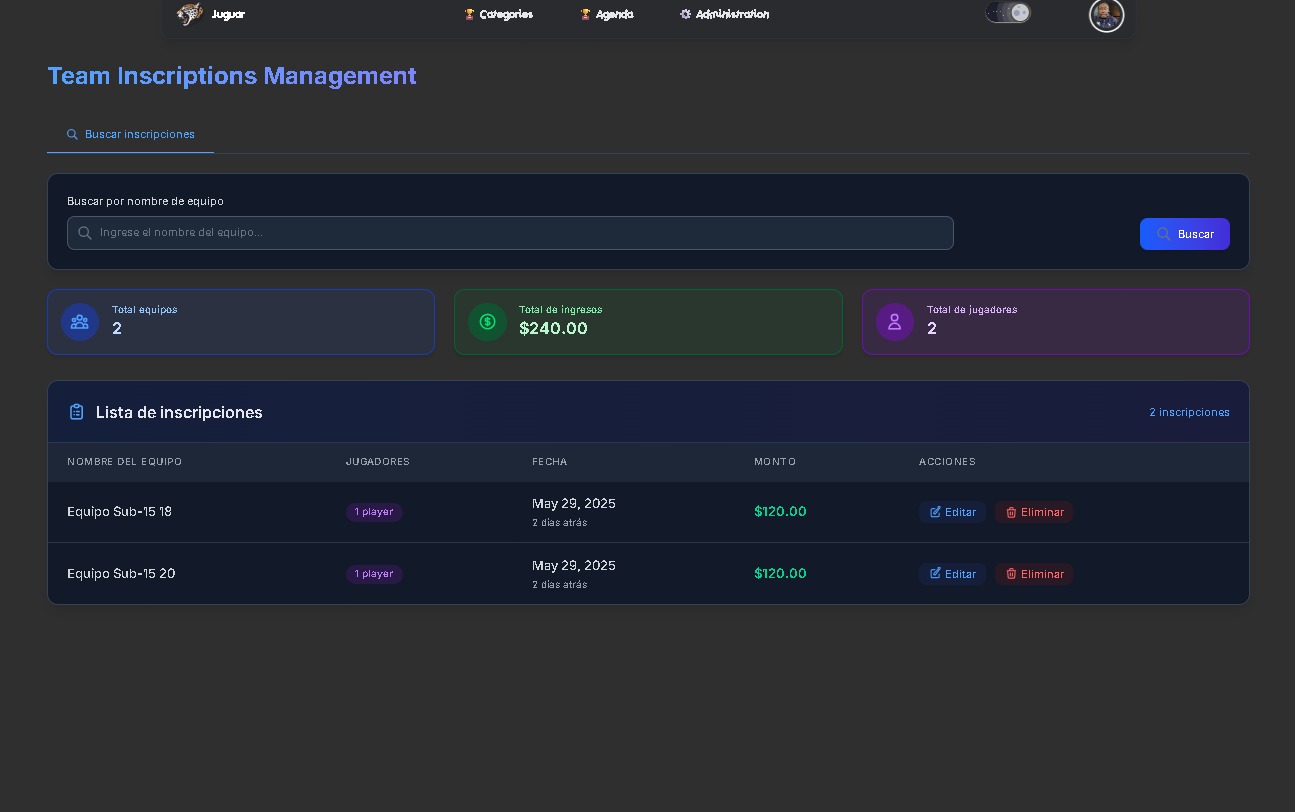 Juguar
Categories
Agenda
Administration
Team Inscriptions Management
Buscar inscripciones
Buscar por nombre de equipo
Ingrese el nombre del equipo...
Buscar
Total equipos
2
Total de ingresos
$240.00
Total de jugadores
2
Lista de inscripciones
2 inscripciones
NOMBRE DEL EQUIPO JUGADORES FECHA MONTO ACCIONES
Equipo Sub-15 18 1 player May 29, 2025 $120.00 Editar Eliminar
2 días atrás
Equipo Sub-15 20 1 player May 29, 2025 $120.00 Editar Eliminar
2 días atrás